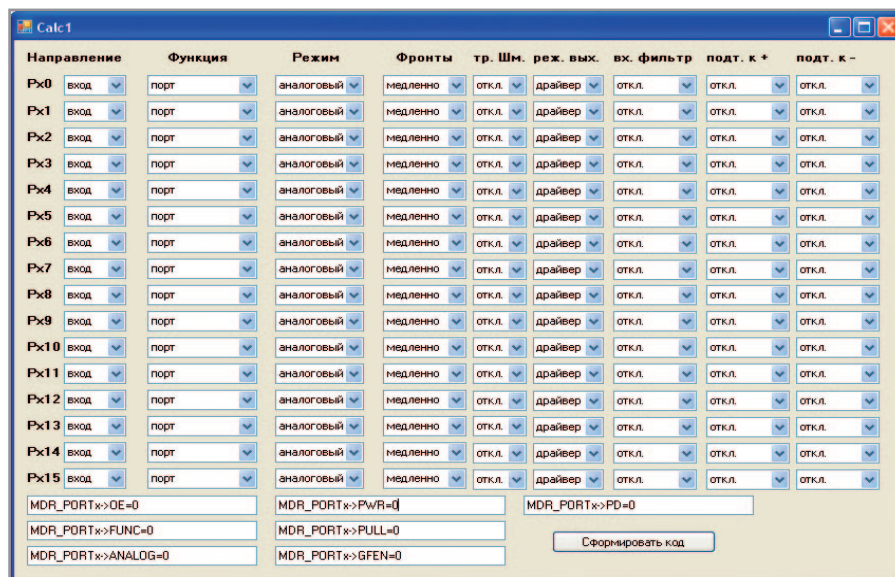 Calc1
Направление Функция Режим Фронты тр. Шм. реж. вых. вх. фильтр подт. к + подт. к −
Px0 вход порт аналоговый медленно откл. драйвер откл. откл. откл.
Px1 вход порт аналоговый медленно откл. драйвер откл. откл. откл.
Px2 вход порт аналоговый медленно откл. драйвер откл. откл. откл.
Px3 вход порт аналоговый медленно откл. драйвер откл. откл. откл.
Px4 вход порт аналоговый медленно откл. драйвер откл. откл. откл.
Px5 вход порт аналоговый медленно откл. драйвер откл. откл. откл.
Px6 вход порт аналоговый медленно откл. драйвер откл. откл. откл.
Px7 вход порт аналоговый медленно откл. драйвер откл. откл. откл.
Px8 вход порт аналоговый медленно откл. драйвер откл. откл. откл.
Px9 вход порт аналоговый медленно откл. драйвер откл. откл. откл.
Px10 вход порт аналоговый медленно откл. драйвер откл. откл. откл.
Px11 вход порт аналоговый медленно откл. драйвер откл. откл. откл.
Px12 вход порт аналоговый медленно откл. драйвер откл. откл. откл.
Px13 вход порт аналоговый медленно откл. драйвер откл. откл. откл.
Px14 вход порт аналоговый медленно откл. драйвер откл. откл. откл.
Px15 вход порт аналоговый медленно откл. драйвер откл. откл. откл.
MDR_PORTx->OE=0 MDR_PORTx->PWR=0 MDR_PORTx->PD=0
MDR_PORTx->FUNC=0 MDR_PORTx->PULL=0
Сформировать код
MDR_PORTx->ANALOG=0 MDR_PORTx->GFEN=0